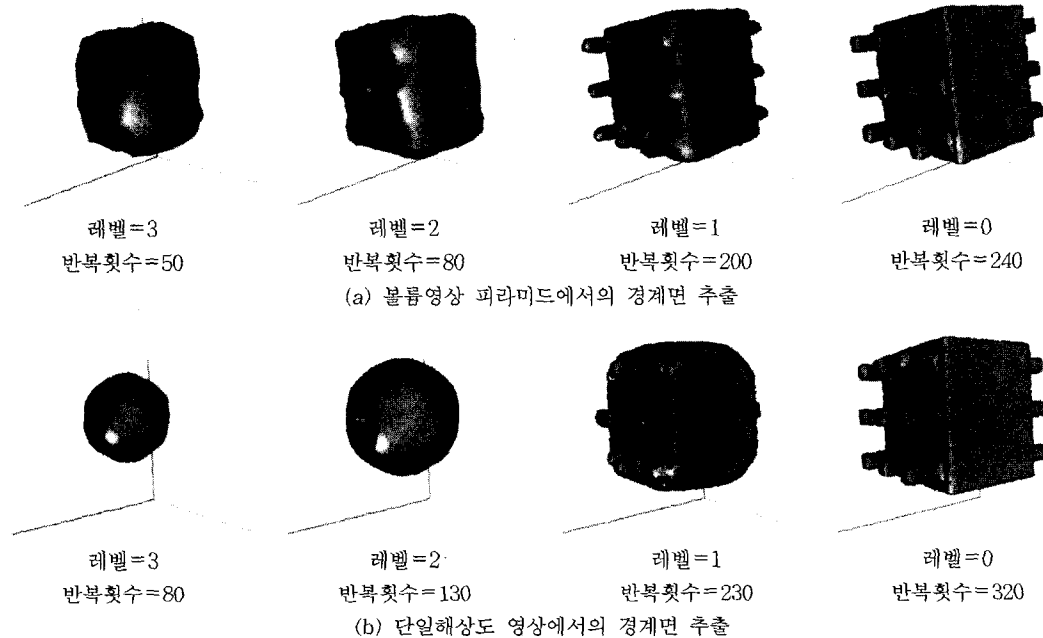 레벨=3
반복횟수=50
레벨=2
반복횟수=80
레벨=1
반복횟수=200
레벨=0
반복횟수=240
(a) 볼륨영상 피라미드에서의 경계면 추출
레벨=3
반복횟수=80
레벨=2
반복횟수=130
레벨=1
반복횟수=230
레벨=0
반복횟수=320
(b) 단일해상도 영상에서의 경계면 추출